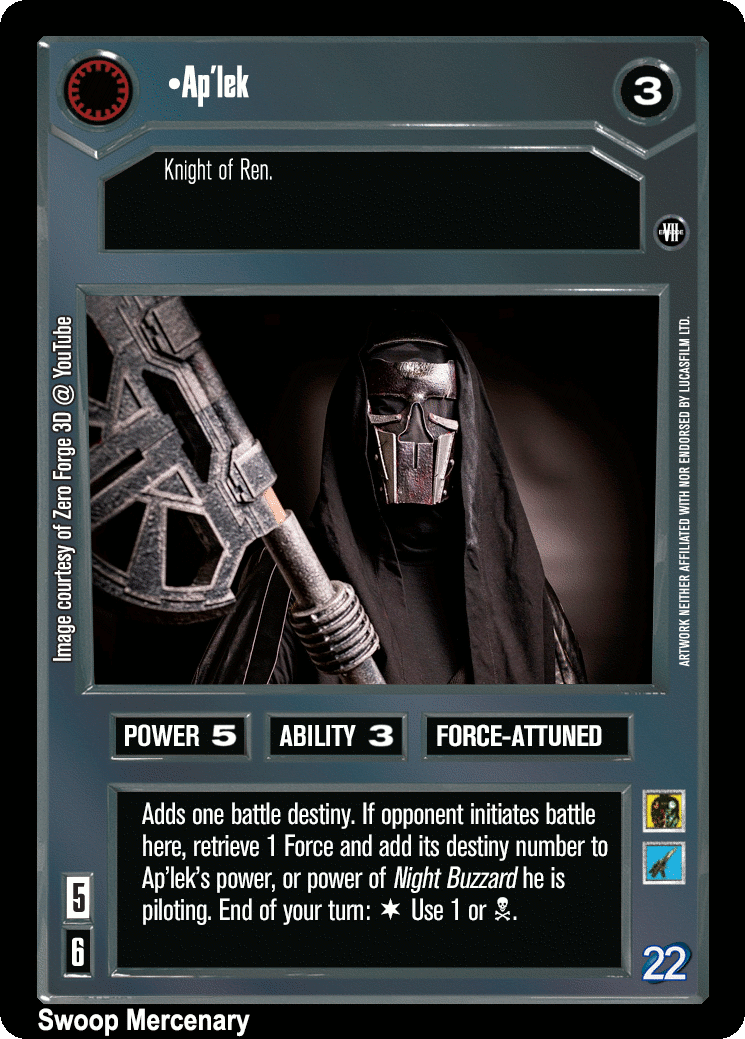 •Ap'lek
3
Knight of Ren.
EPISODE VII
Image courtesy of Zero Forge 3D @ YouTube
ARTWORK NEITHER AFFILIATED WITH NOR ENDORSED BY LUCASFILM LTD.
POWER 5
ABILITY 3
FORCE-ATTUNED
Adds one battle destiny. If opponent initiates battle
here, retrieve 1 Force and add its destiny number to
Ap'lek's power, or power of Night Buzzard he is
piloting. End of your turn: ✶ Use 1 or ☠.
5
6
22
Swoop Mercenary